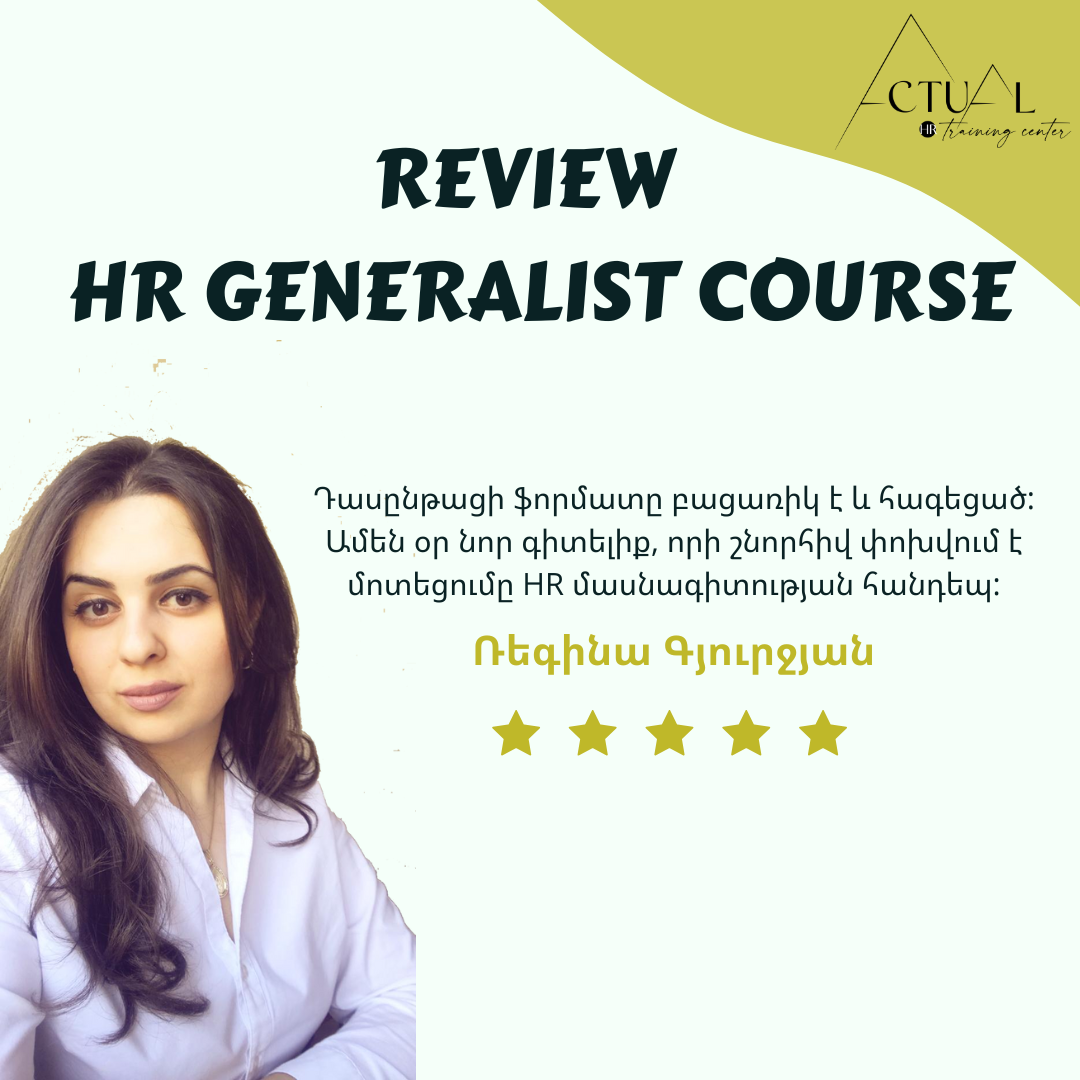 ACTUAL
HR training center
REVIEW
HR GENERALIST COURSE
Դասընթացի ֆորմատը բացառիկ է և հագեցած:
Ամեն օր նոր գիտելիք, որի շնորհիվ փոխվում է
մոտեցումը HR մասնագիտության հանդեպ:
Ռեգինա Գյուրջյան